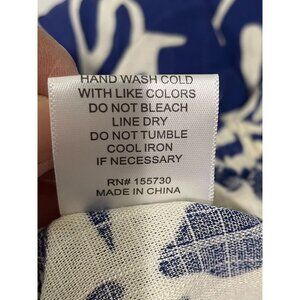 HAND WASH COLD
WITH LIKE COLORS
DO NOT BLEACH
LINE DRY
DO NOT TUMBLE
COOL IRON
IF NECESSARY
RN# 155730
MADE IN CHINA